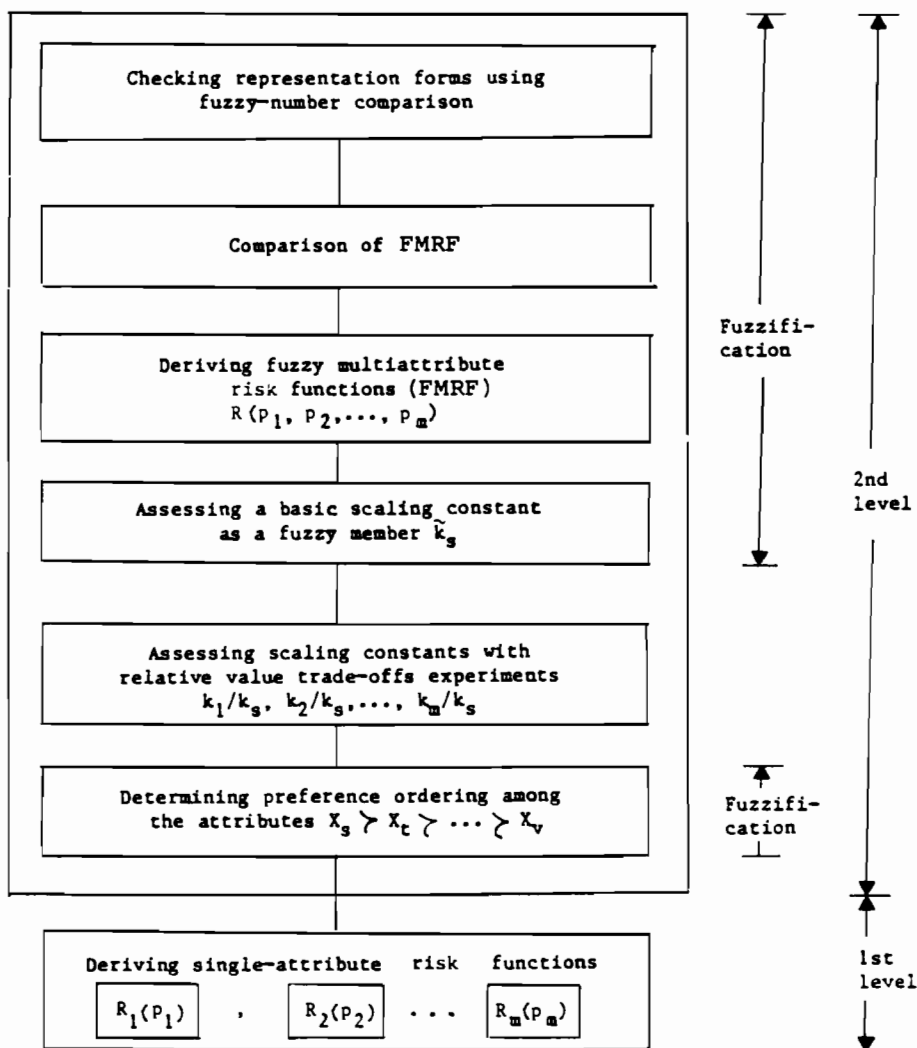 Checking representation forms using
fuzzy-number comparison
Comparison of FMRF
Deriving fuzzy multiattribute
risk functions (FMRF)
R(p₁, p₂,..., pₘ)
Assessing a basic scaling constant
as a fuzzy member k̃ₛ
Assessing scaling constants with
relative value trade-offs experiments
k₁/kₛ, k₂/kₛ,..., kₘ/kₛ
Determining preference ordering among
the attributes Xₛ ≻ Xₜ ≻ ... ≻ Xᵥ
Deriving single-attribute risk functions
R₁(p₁) , R₂(p₂) ... Rₘ(pₘ)
Fuzzifi-
cation
Fuzzifi-
cation
2nd
level
1st
level